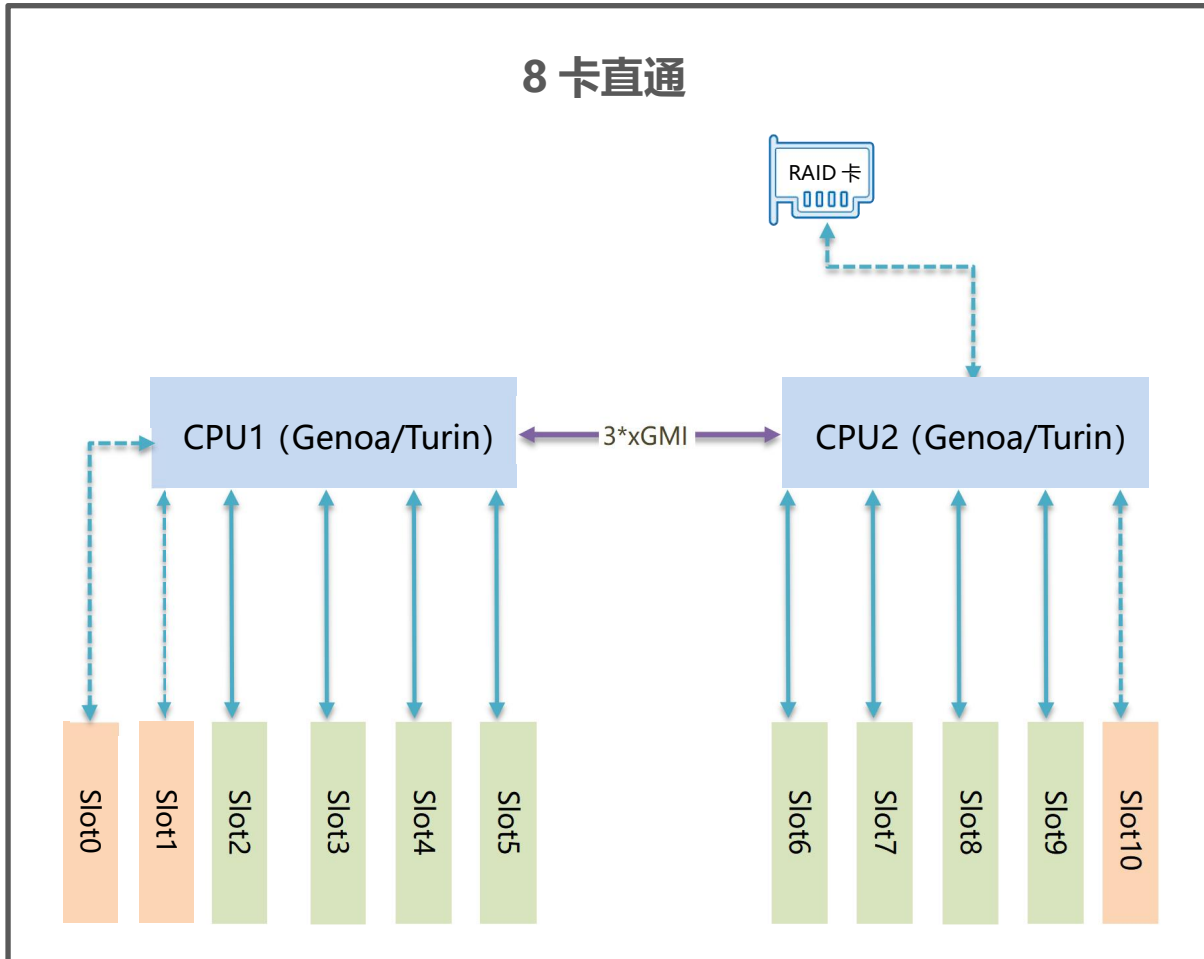 8 卡直通
RAID 卡
CPU1 (Genoa/Turin)
3*xGMI
CPU2 (Genoa/Turin)
Slot0
Slot1
Slot2
Slot3
Slot4
Slot5
Slot6
Slot7
Slot8
Slot9
Slot10